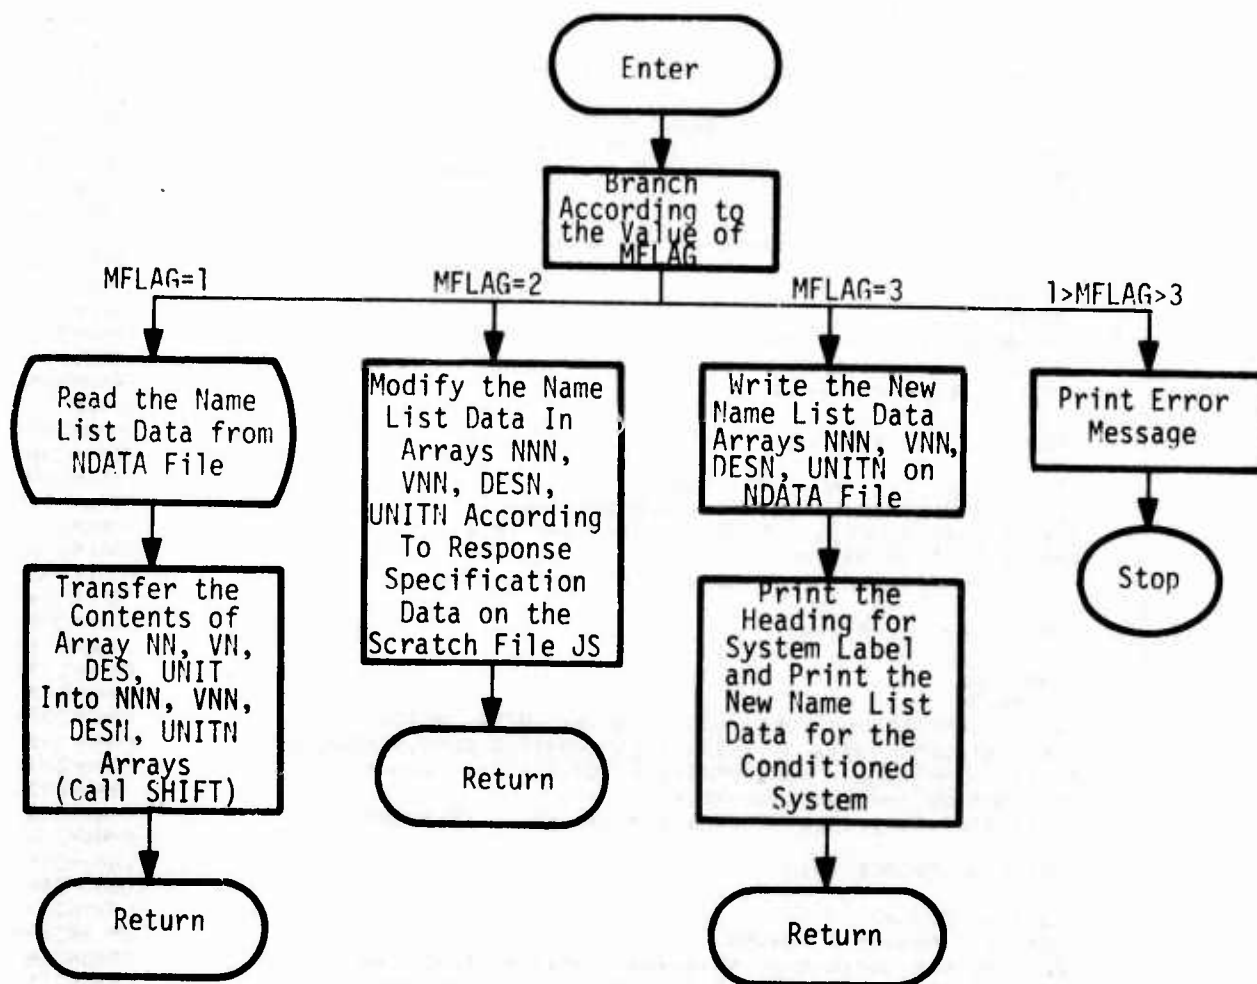 Enter
Branch
According to
the Value of
MFLAG
MFLAG=1
MFLAG=2
MFLAG=3
1>MFLAG>3
Read the Name
List Data from
NDATA File
Transfer the
Contents of
Array NN, VN,
DES, UNIT
Into NNN, VNN,
DESN, UNITN
Arrays
(Call SHIFT)
Return
Modify the Name
List Data In
Arrays NNN,
VNN, DESN,
UNITN According
To Response
Specification
Data on the
Scratch File JS
Return
Write the New
Name List Data
Arrays NNN, VNN,
DESN, UNITN on
NDATA File
Print the
Heading for
System Label
and Print the
New Name List
Data for the
Conditioned
System
Return
Print Error
Message
Stop